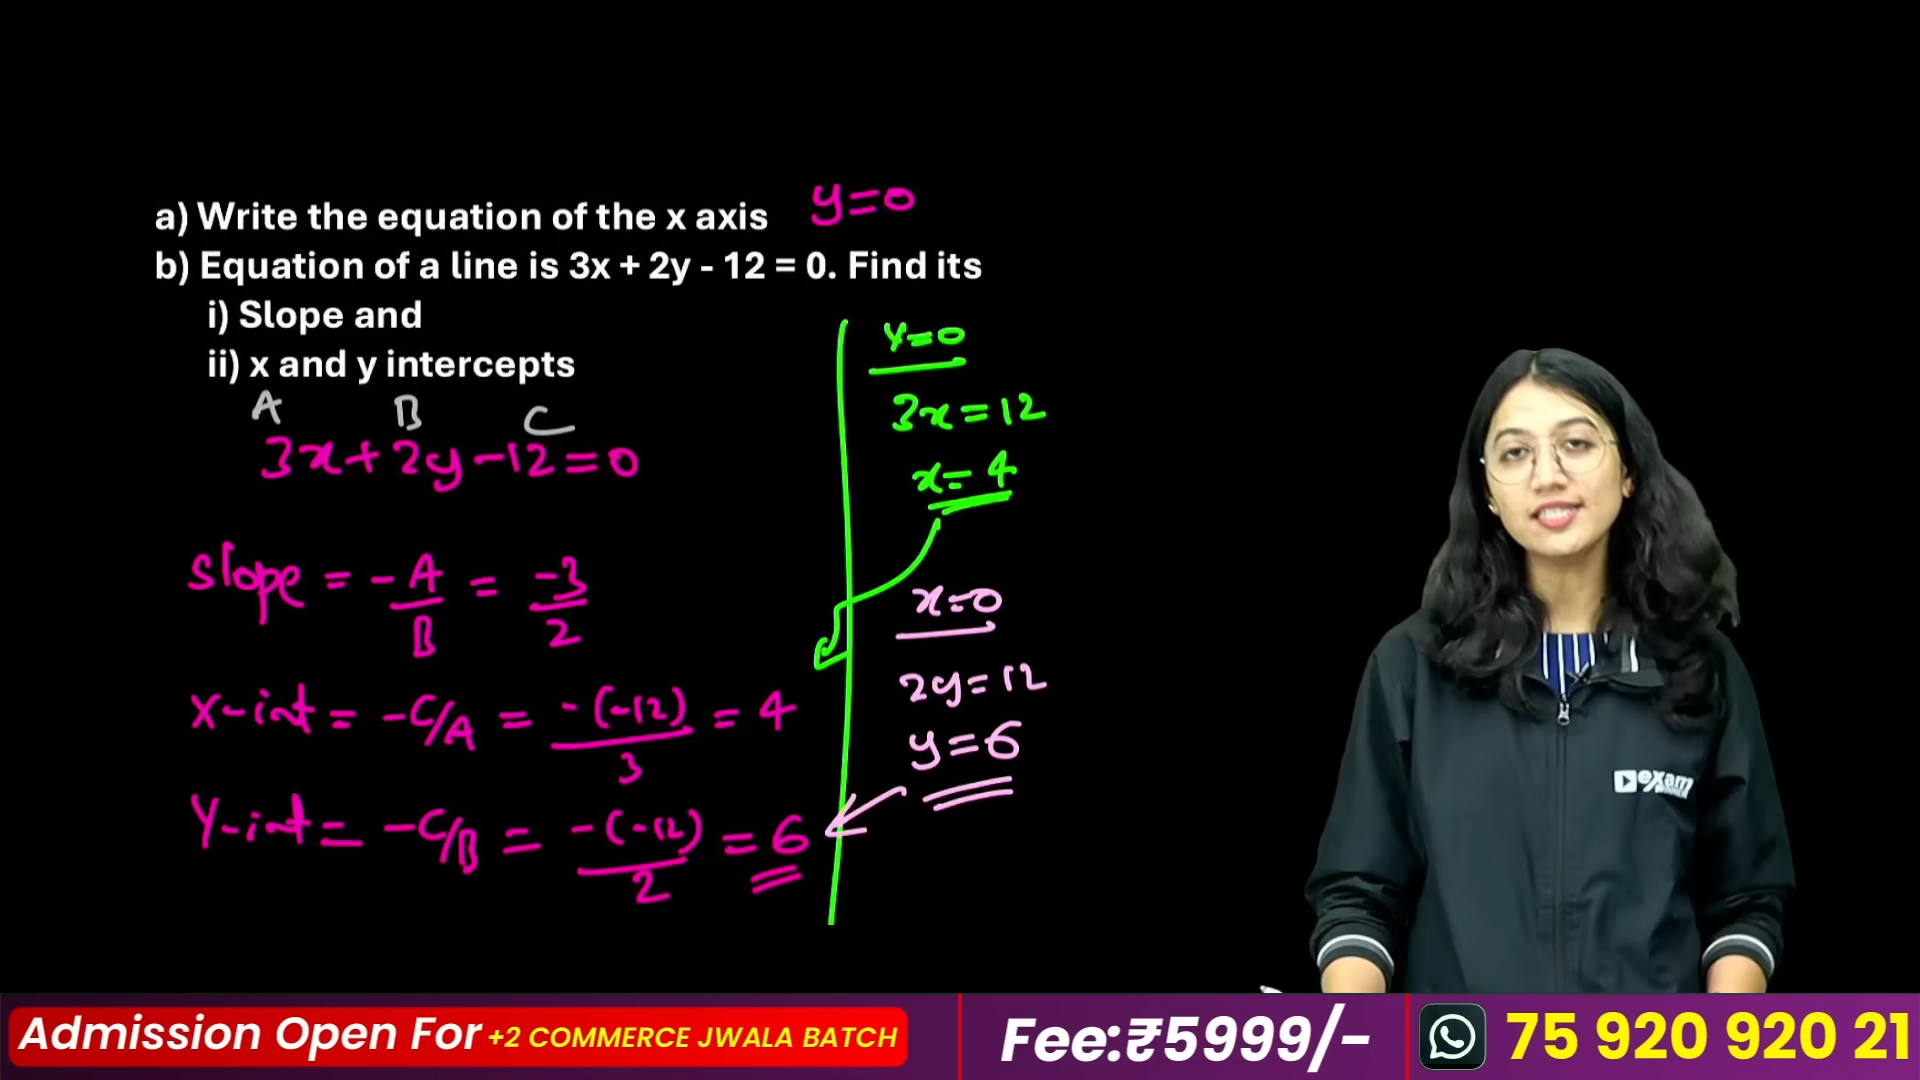 a) Write the equation of the x axis y=0
b) Equation of a line is 3x + 2y - 12 = 0. Find its
i) Slope and
ii) x and y intercepts
A B C
3x+2y-12=0
slope = -A/B = -3/2
x-int = -C/A = -(-12)/3 = 4
Y-int = -C/B = -(-12)/2 = 6
y=0
3x=12
x=4
x=0
2y=12
y=6
exam
Admission Open For +2 COMMERCE JWALA BATCH
Fee:₹5999/-
75 920 920 21